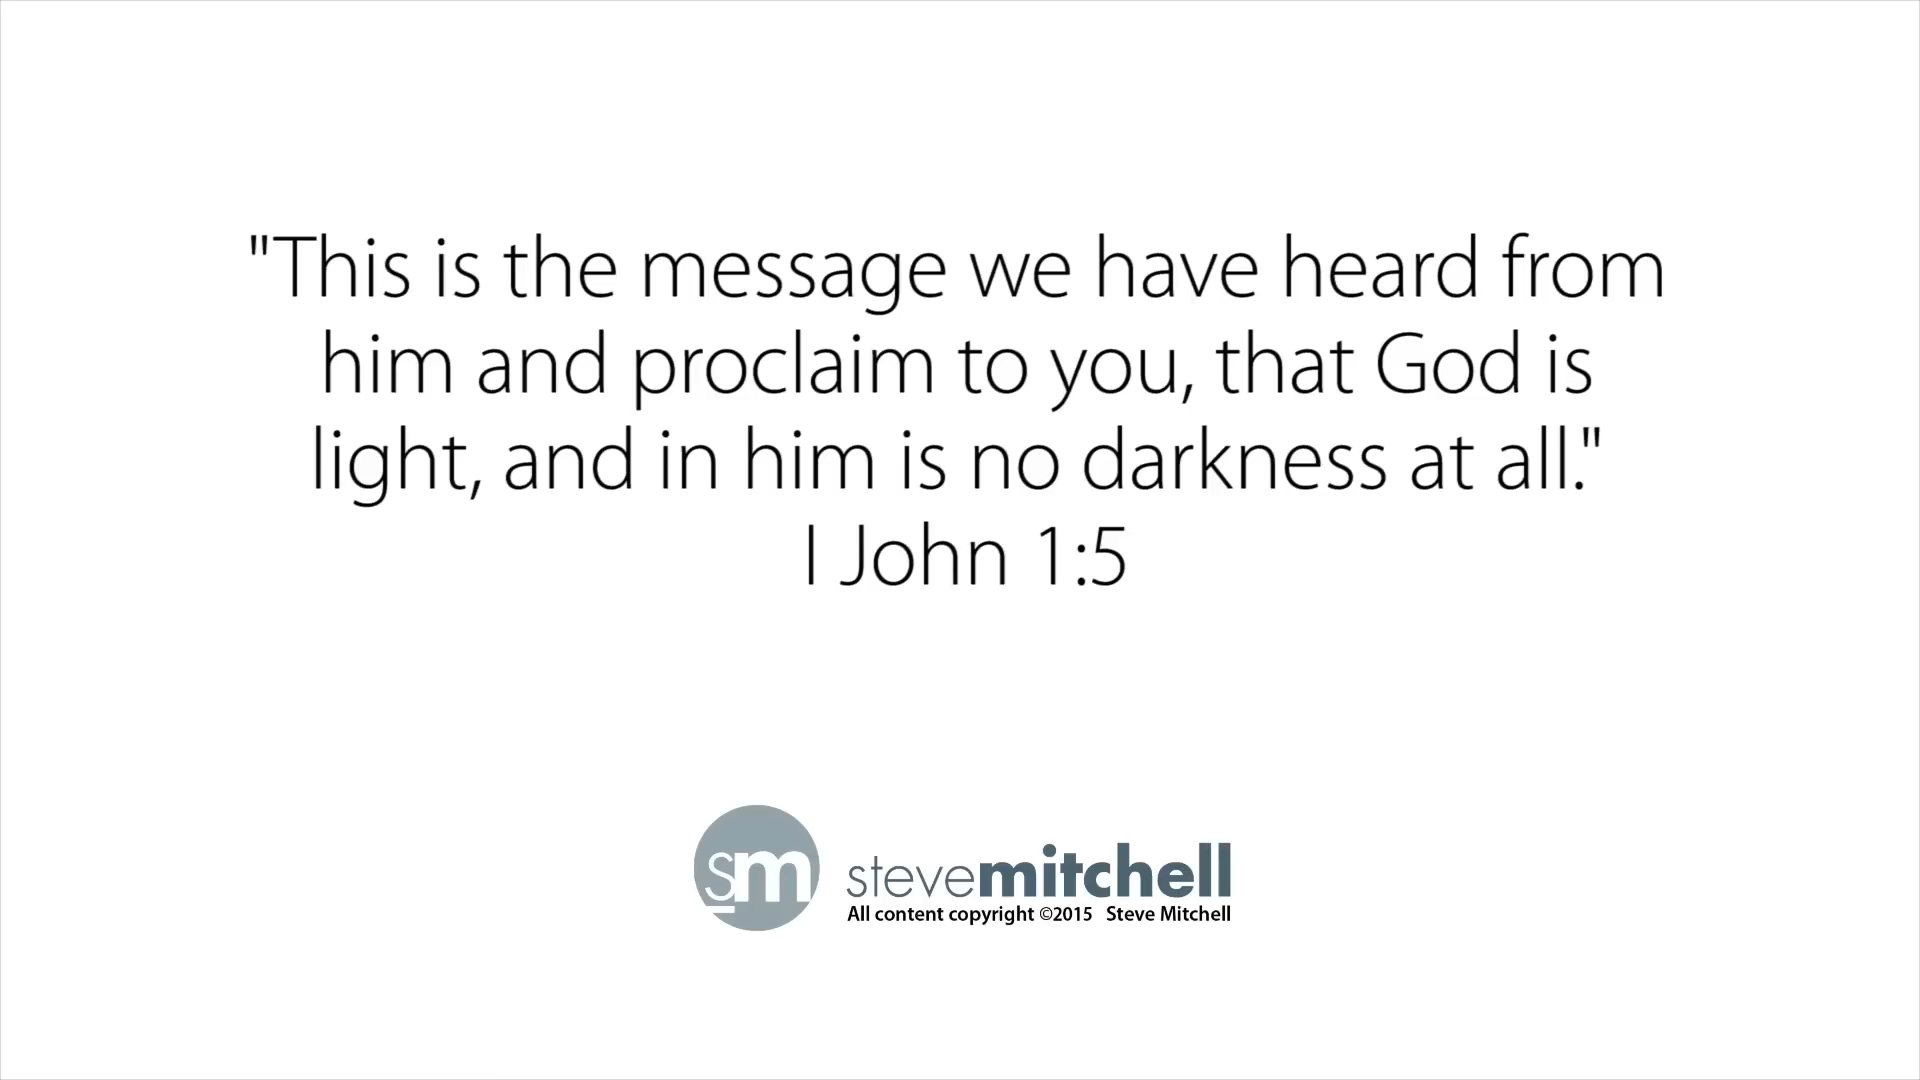 "This is the message we have heard from
him and proclaim to you, that God is
light, and in him is no darkness at all."
I John 1:5
sm
stevemitchell
All content copyright ©2015 Steve Mitchell